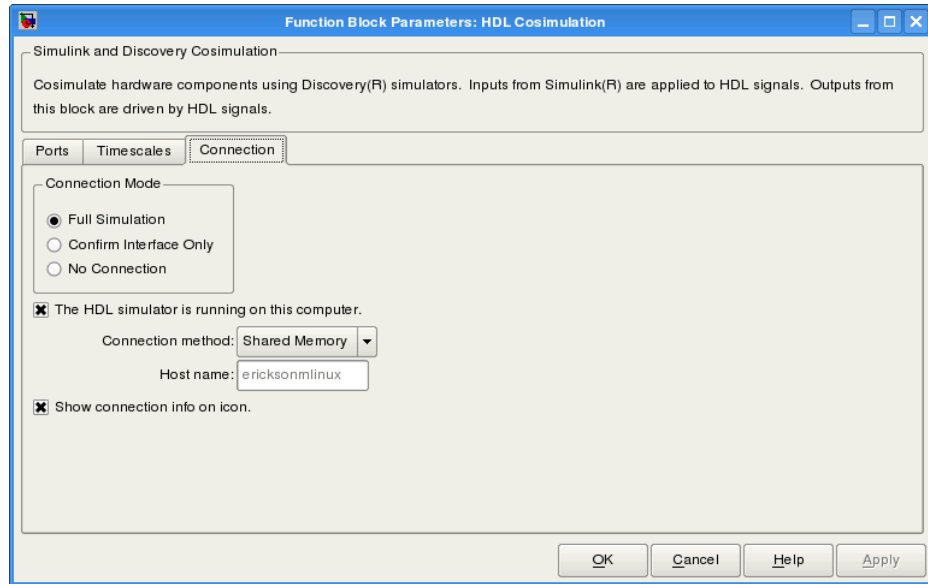 Function Block Parameters: HDL Cosimulation
Simulink and Discovery Cosimulation
Cosimulate hardware components using Discovery(R) simulators. Inputs from Simulink(R) are applied to HDL signals. Outputs from
this block are driven by HDL signals.
Ports Timescales Connection
Connection Mode
Full Simulation
Confirm Interface Only
No Connection
The HDL simulator is running on this computer.
Connection method: Shared Memory
Host name: ericksonmlinux
Show connection info on icon.
OK Cancel Help Apply